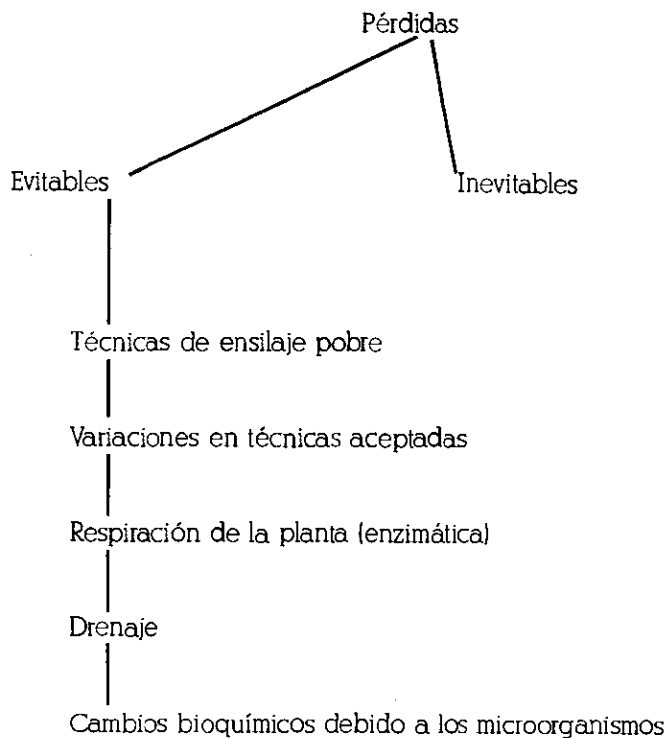 Pérdidas
Evitables
Inevitables
Técnicas de ensilaje pobre
Variaciones en técnicas aceptadas
Respiración de la planta (enzimática)
Drenaje
Cambios bioquímicos debido a los microorganismos